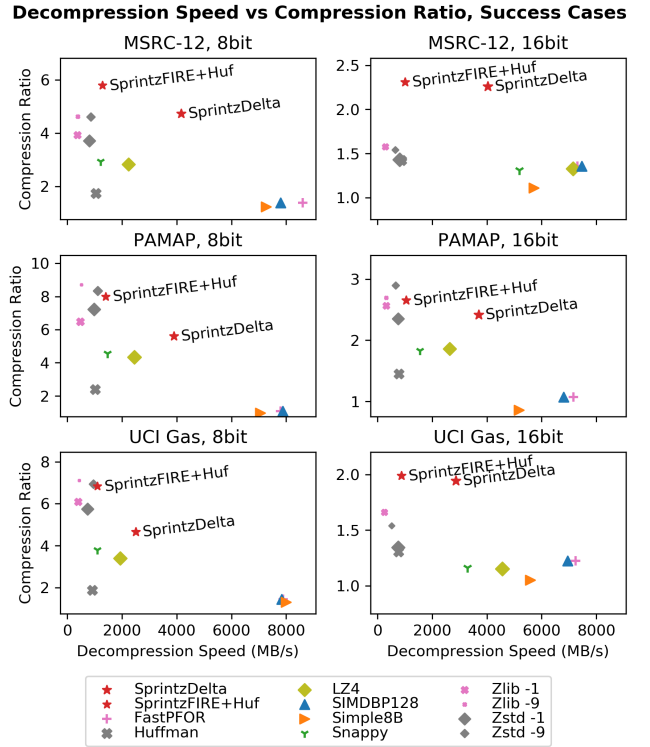 Decompression Speed vs Compression Ratio, Success Cases
MSRC-12, 8bit
MSRC-12, 16bit
Compression Ratio
6
4
2
SprintzFIRE+Huf
SprintzDelta
2.5
2.0
1.5
1.0
SprintzFIRE+Huf
SprintzDelta
PAMAP, 8bit
PAMAP, 16bit
Compression Ratio
10
8
6
4
2
SprintzFIRE+Huf
SprintzDelta
3
2
1
SprintzFIRE+Huf
SprintzDelta
UCI Gas, 8bit
UCI Gas, 16bit
Compression Ratio
8
6
4
2
SprintzFIRE+Huf
SprintzDelta
0 2000 4000 6000 8000
Decompression Speed (MB/s)
2.0
1.5
1.0
SprintzFIRE+Huf
SprintzDelta
0 2000 4000 6000 8000
Decompression Speed (MB/s)
SprintzDelta
SprintzFIRE+Huf
FastPFOR
Huffman
LZ4
SIMDBP128
Simple8B
Snappy
Zlib -1
Zlib -9
Zstd -1
Zstd -9